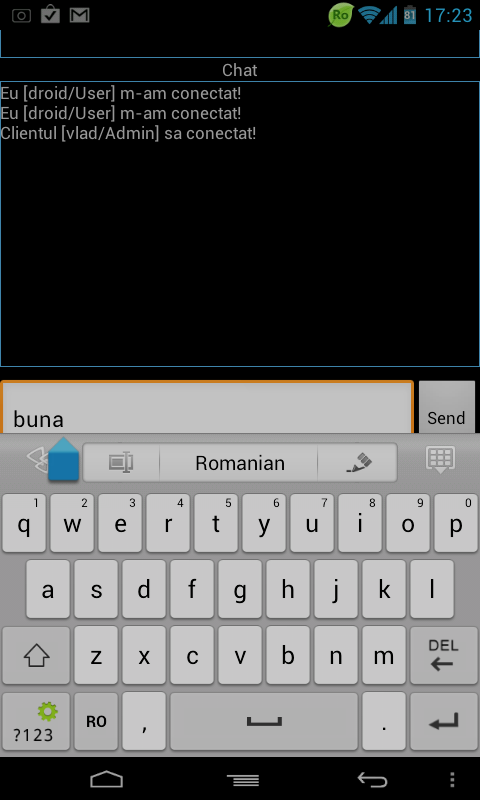 Ro 81 17:23
Chat
Eu [droid/User] m-am conectat!
Eu [droid/User] m-am conectat!
Clientul [vlad/Admin] sa conectat!
buna Send
Romanian
1 2 3 4 5 6 7 8 9 0
q w e r t y u i o p
a s d f g h j k l
z x c v b n m DEL
?123 RO , .